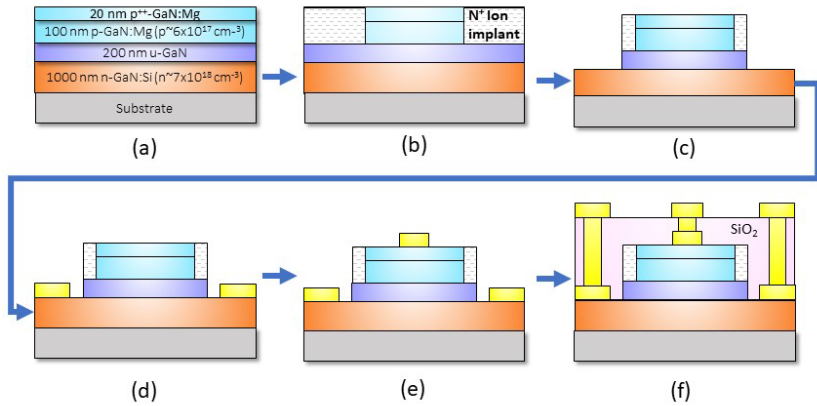 20 nm p⁺⁺-GaN:Mg
100 nm p-GaN:Mg (p~6x10¹⁷ cm-³)
200 nm u-GaN
1000 nm n-GaN:Si (n~7x10¹⁸ cm-³)
Substrate
(a)
N⁺ Ion
implant
(b)
(c)
(d)
(e)
SiO₂
(f)